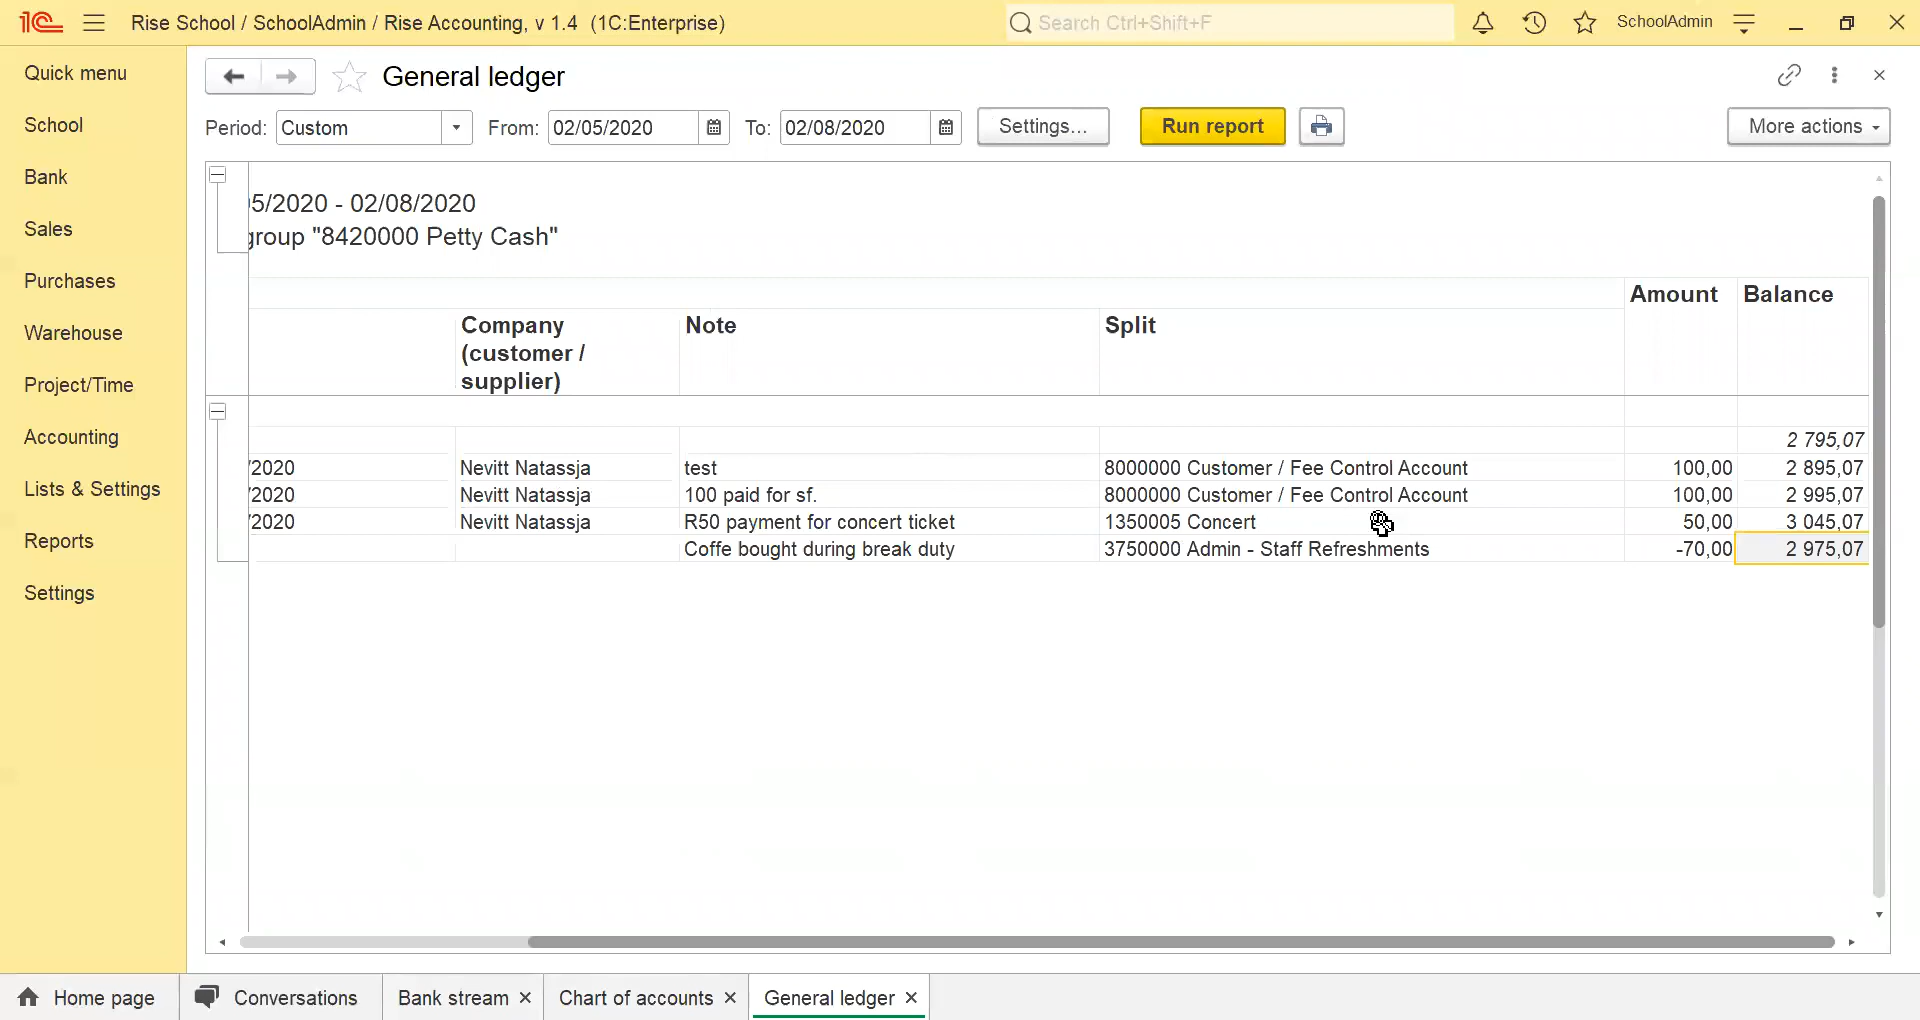 Rise School / SchoolAdmin / Rise Accounting, v 1.4 (1C:Enterprise)
Search Ctrl+Shift+F
SchoolAdmin
Quick menu
School
Bank
Sales
Purchases
Warehouse
Project/Time
Accounting
Lists & Settings
Reports
Settings
General ledger
Period: Custom From: 02/05/2020 To: 02/08/2020 Settings... Run report More actions
05/2020 - 02/08/2020
group "8420000 Petty Cash"
Amount Balance
Company (customer / supplier) Note Split
2 795,07
/2020 Nevitt Natassja test 8000000 Customer / Fee Control Account 100,00 2 895,07
/2020 Nevitt Natassja 100 paid for sf. 8000000 Customer / Fee Control Account 100,00 2 995,07
/2020 Nevitt Natassja R50 payment for concert ticket 1350005 Concert 50,00 3 045,07
Coffe bought during break duty 3750000 Admin - Staff Refreshments -70,00 2 975,07
Home page Conversations Bank stream Chart of accounts General ledger